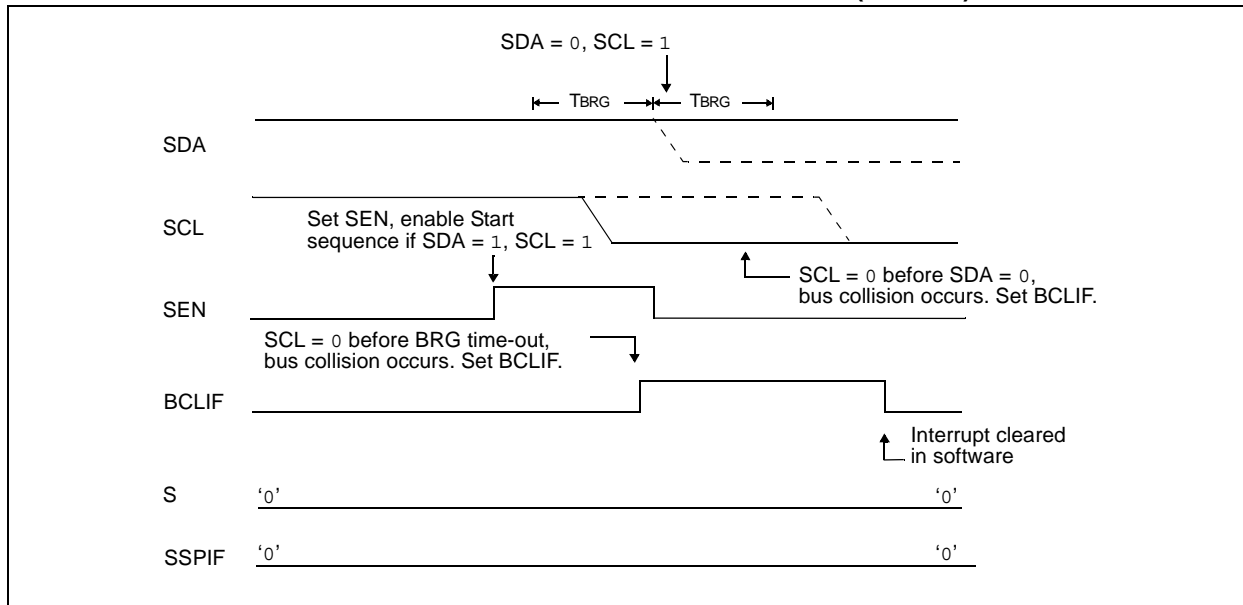 SDA = 0, SCL = 1
TBRG TBRG
SDA
SCL
Set SEN, enable Start
sequence if SDA = 1, SCL = 1
SCL = 0 before SDA = 0,
bus collision occurs. Set BCLIF.
SEN
SCL = 0 before BRG time-out,
bus collision occurs. Set BCLIF.
BCLIF
Interrupt cleared
in software
S ‘0’ ‘0’
SSPIF ‘0’ ‘0’